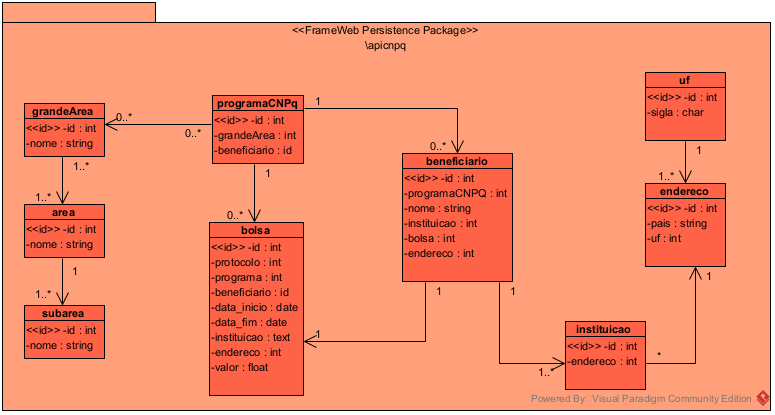 <<FrameWeb Persistence Package>>
\apicnpq
grandeArea
<<id>> -id : int
-nome : string
0..*
0..*
programaCNPq
<<id>> -id : int
-grandeArea : int
-beneficiario : id
1
0..*
1
0..*
1..*
1..*
area
<<id>> -id : int
-nome : string
1
1..*
subarea
<<id>> -id : int
-nome : string
bolsa
<<id>> -id : int
-protocolo : int
-programa : int
-beneficiario : id
-data_inicio : date
-data_fim : date
-instituicao : text
-endereco : int
-valor : float
1
beneficiario
<<id>> -id : int
-programaCNPQ : int
-nome : string
-instituicao : int
-bolsa : int
-endereco : int
1
1
1..*
uf
<<id>> -id : int
-sigla : char
1
1..*
endereco
<<id>> -id : int
-pais : string
-uf : int
1
instituicao
<<id>> -id : int
-endereco : int
*
Powered By: Visual Paradigm Community Edition